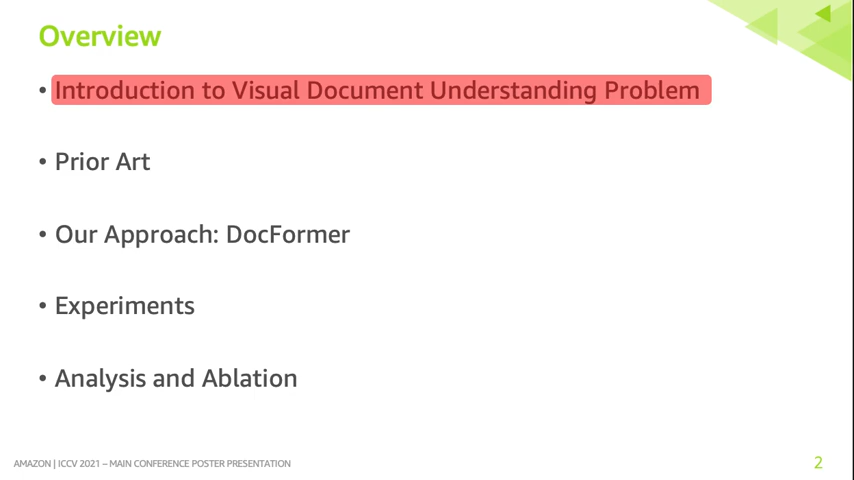 Overview
• Introduction to Visual Document Understanding Problem
• Prior Art
• Our Approach: DocFormer
• Experiments
• Analysis and Ablation
AMAZON | ICCV 2021 – MAIN CONFERENCE POSTER PRESENTATION
2